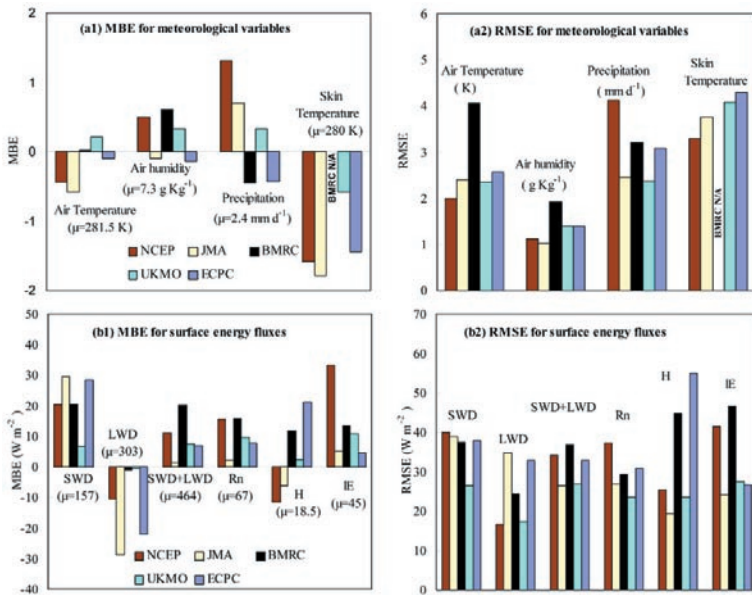 (a1) MBE for meteorological variables
2
1
0
-1
-2
MBE
Skin
Temperature
(μ=280 K)
Air humidity
(μ=7.3 g Kg-1)
Air Temperature
(μ=281.5 K)
Precipitation
(μ=2.4 mm d-1)
BMRC N/A
NCEP JMA BMRC
UKMO ECPC
(a2) RMSE for meteorological variables
6
5
4
3
2
1
0
RMSE
Air Temperature
( K)
Air humidity
( g Kg-1)
Precipitation
( mm d-1)
Skin
Temperature
( K)
BMRC N/A
(b1) MBE for surface energy fluxes
50
40
30
20
10
0
-10
-20
-30
-40
MBE (W m-2)
LWD
(μ=303)
SWD
(μ=157)
SWD+LWD
(μ=464)
Rn
(μ=67)
H
(μ=18.5)
lE
(μ=45)
NCEP JMA BMRC
UKMO ECPC
(b2) RMSE for surface energy fluxes
70
60
50
40
30
20
10
0
RMSE (W m-2)
SWD
LWD
SWD+LWD
Rn
H
lE